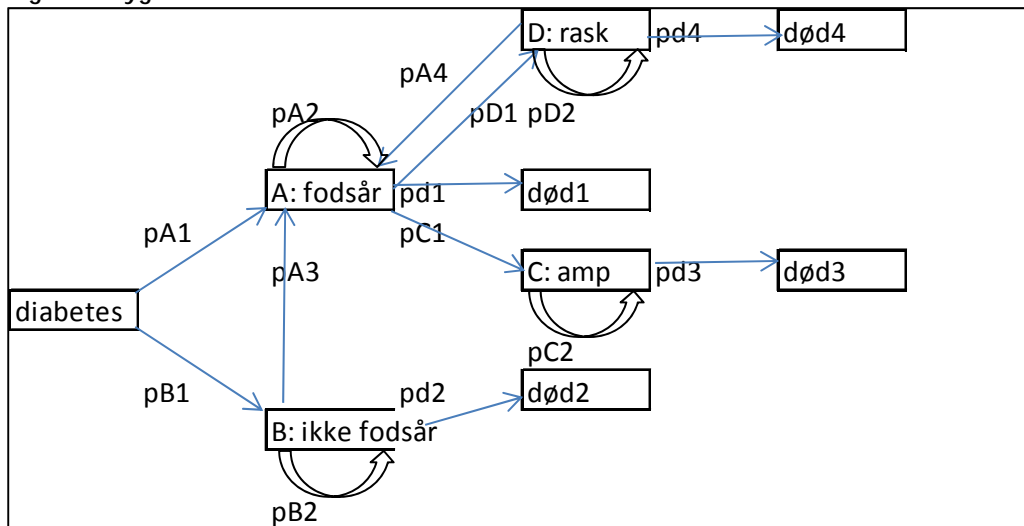 D: rask pd4 død4
pA4
pA2 pD1 pD2
A: fodsår pd1 død1
pA1 pC1
pA3 C: amp pd3 død3
diabetes
pC2
pB1 pd2 død2
B: ikke fodsår
pB2